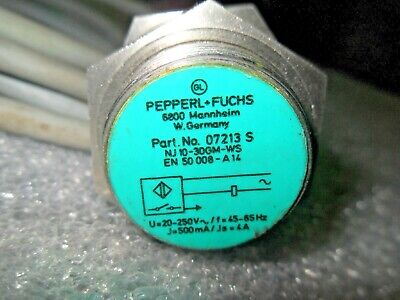 GL
PEPPERL+FUCHS
6800 Mannheim
W.Germany
Part.No. 07213 S
NJ 10-30GM-WS
EN 50 008-A14
U=20-250V~/f=45-65Hz
J=500mA/Js=4A